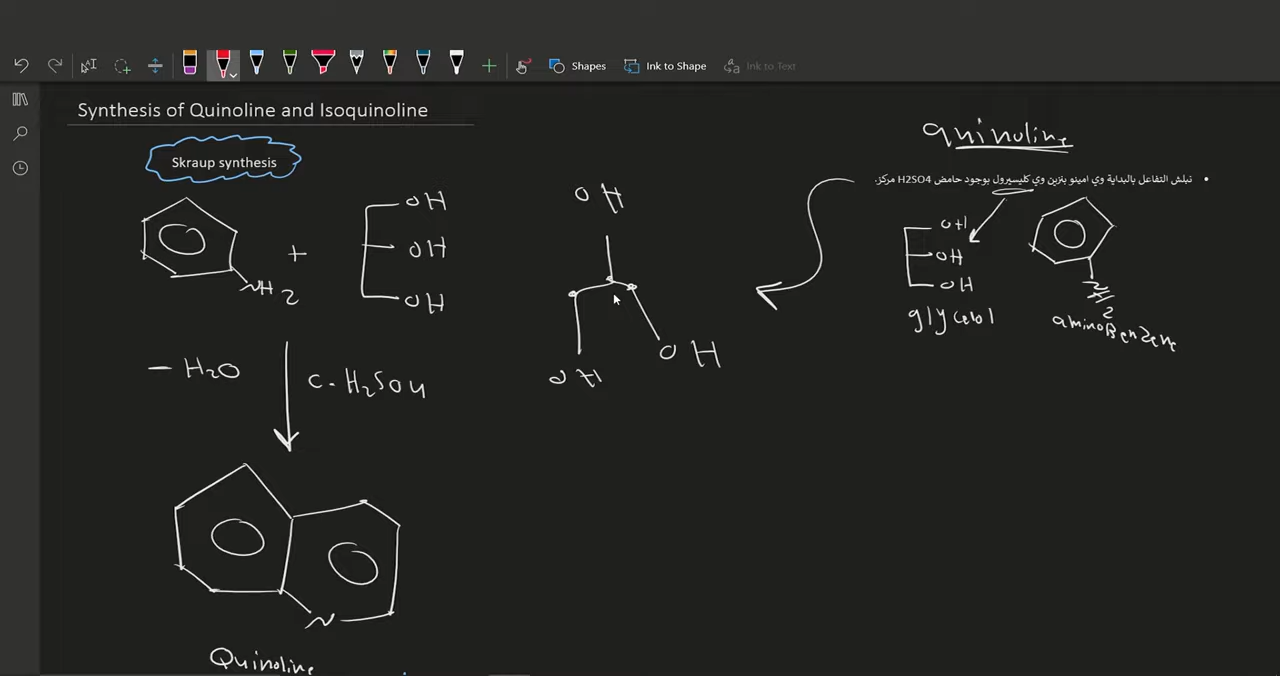 Shapes
Ink to Shape
Ink to Text
Synthesis of Quinoline and Isoquinoline
Skraup synthesis
quinoline
نبلش التفاعل بالبداية وي امينو بنزين وي كليسيرول بوجود حامض H2SO4 مركز.
NH2
+
OH
OH
OH
OH
OH
OH
OH
OH
OH
NH2
glycerol
aminoBenzene
- H2O
C. H2SO4
N
Quinoline